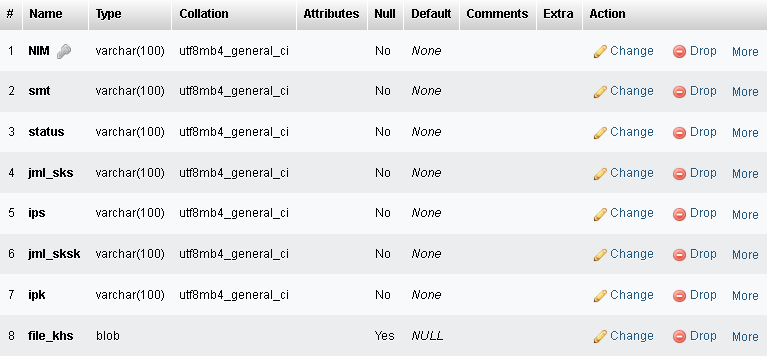 # Name Type Collation Attributes Null Default Comments Extra Action
1 NIM varchar(100) utf8mb4_general_ci No None Change Drop More
2 smt varchar(100) utf8mb4_general_ci No None Change Drop More
3 status varchar(100) utf8mb4_general_ci No None Change Drop More
4 jml_sks varchar(100) utf8mb4_general_ci No None Change Drop More
5 ips varchar(100) utf8mb4_general_ci No None Change Drop More
6 jml_sksk varchar(100) utf8mb4_general_ci No None Change Drop More
7 ipk varchar(100) utf8mb4_general_ci No None Change Drop More
8 file_khs blob Yes NULL Change Drop More